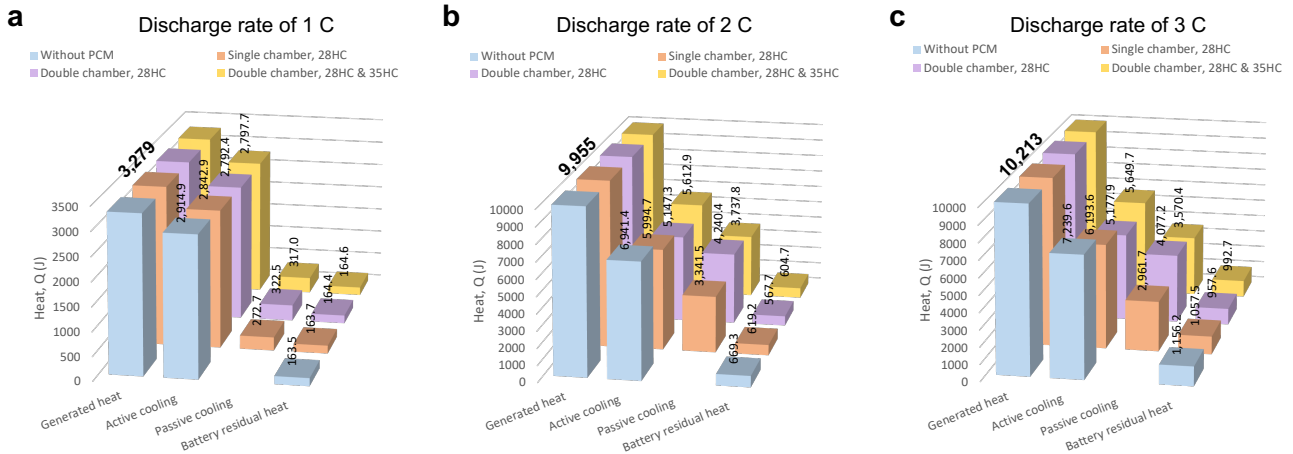 a
Discharge rate of 1 C
Without PCM
Single chamber, 28HC
Double chamber, 28HC
Double chamber, 28HC & 35HC
Heat, Q (J)
3500
3000
2500
2000
1500
1000
500
0
3,279
2,914.9
2,842.9
2,792.4
2,797.7
272.7
322.5
317.0
163.5
163.7
164.4
164.6
Generated heat
Active cooling
Passive cooling
Battery residual heat
b
Discharge rate of 2 C
Without PCM
Single chamber, 28HC
Double chamber, 28HC
Double chamber, 28HC & 35HC
Heat, Q (J)
10000
9000
8000
7000
6000
5000
4000
3000
2000
1000
0
9,955
6,941.4
5,994.7
5,147.3
5,612.9
3,341.5
4,240.4
3,737.8
669.3
619.2
567.7
604.7
Generated heat
Active cooling
Passive cooling
Battery residual heat
c
Discharge rate of 3 C
Without PCM
Single chamber, 28HC
Double chamber, 28HC
Double chamber, 28HC & 35HC
Heat, Q (J)
10000
9000
8000
7000
6000
5000
4000
3000
2000
1000
0
10,213
7,239.6
6,193.6
5,177.9
5,649.7
2,961.7
4,077.2
3,570.4
1,156.2
1,057.5
957.6
992.7
Generated heat
Active cooling
Passive cooling
Battery residual heat